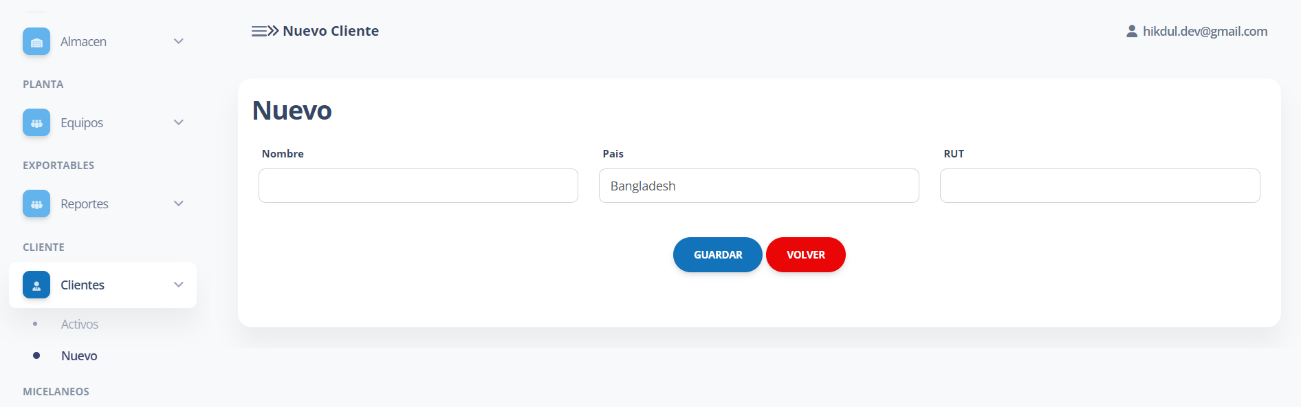 Almacen
PLANTA
Equipos
EXPORTABLES
Reportes
CLIENTE
Clientes
Activos
Nuevo
MICELANEOS
Nuevo Cliente
hikdul.dev@gmail.com
Nuevo
Nombre
Pais
RUT
Bangladesh
GUARDAR
VOLVER